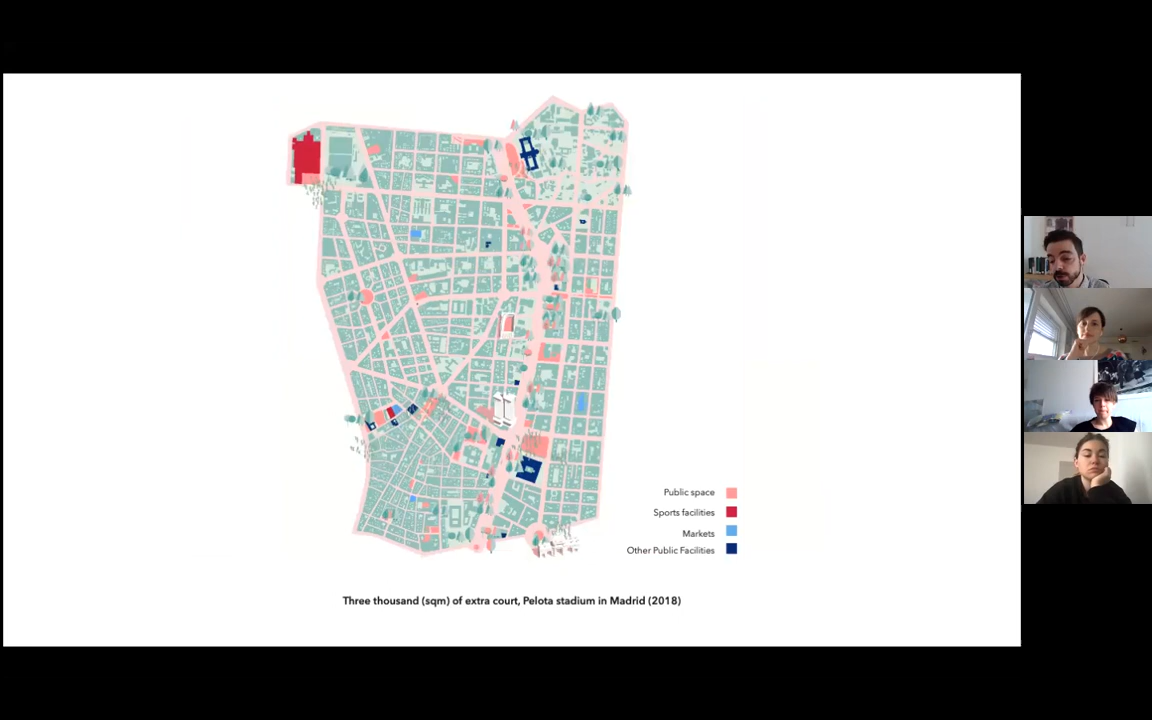 Public space
Sports facilities
Markets
Other Public Facilities
Three thousand (sqm) of extra court, Pelota stadium in Madrid (2018)